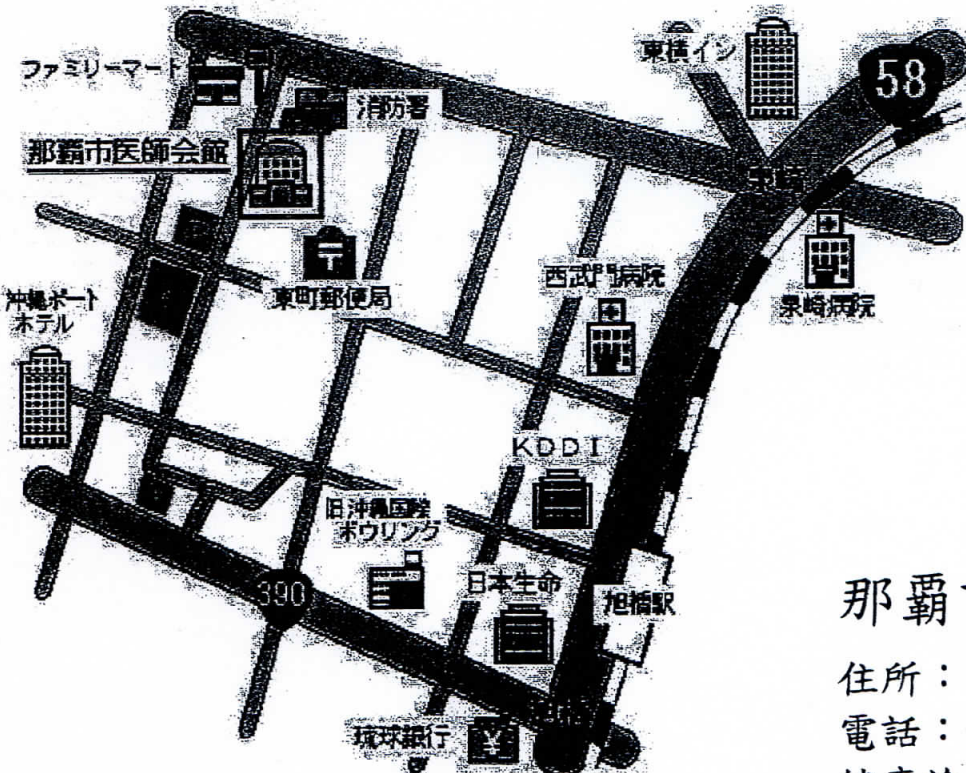 ファミリーマート
消防署
東横イン
58
那覇市医師会館
東町郵便局
西武門病院
泉崎病院
沖縄ポート
ホテル
KDDI
旧沖縄国際
ボウリング
390
日本生命
旭橋駅
琉球銀行
¥
那覇
住所:
電話: